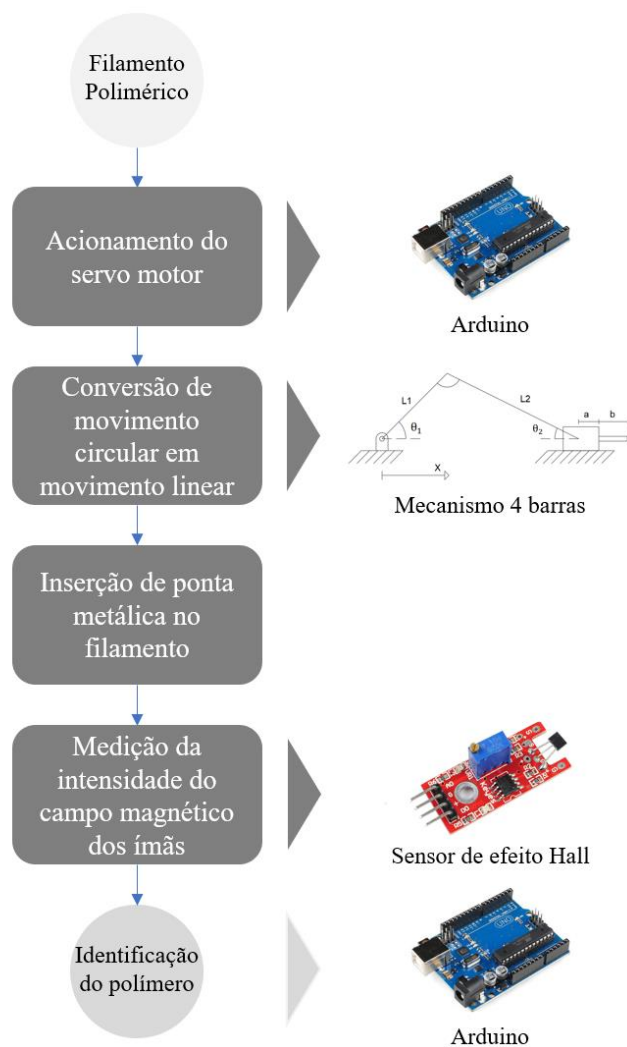 Filamento
Polimérico
Acionamento do
servo motor
Arduino
Conversão de
movimento
circular em
movimento linear
L1
L2
a
b
θ1
θ2
X
Mecanismo 4 barras
Inserção de ponta
metálica no
filamento
Medição da
intensidade do
campo magnético
dos ímãs
Sensor de efeito Hall
Identificação
do polímero
Arduino